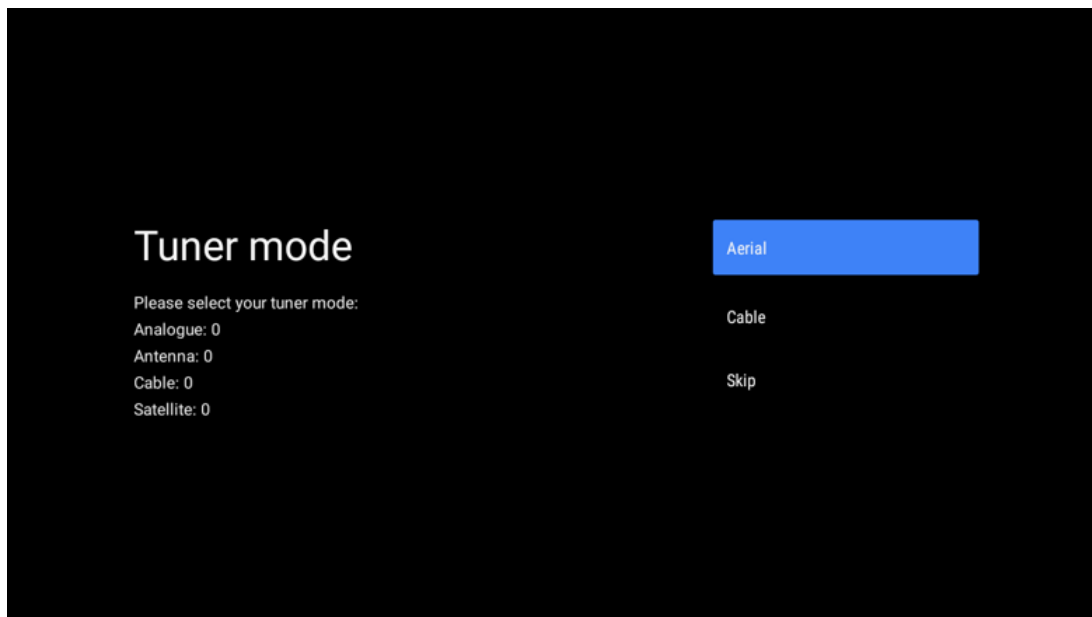 Tuner mode
Please select your tuner mode:
Analogue: 0
Antenna: 0
Cable: 0
Satellite: 0
Aerial
Cable
Skip